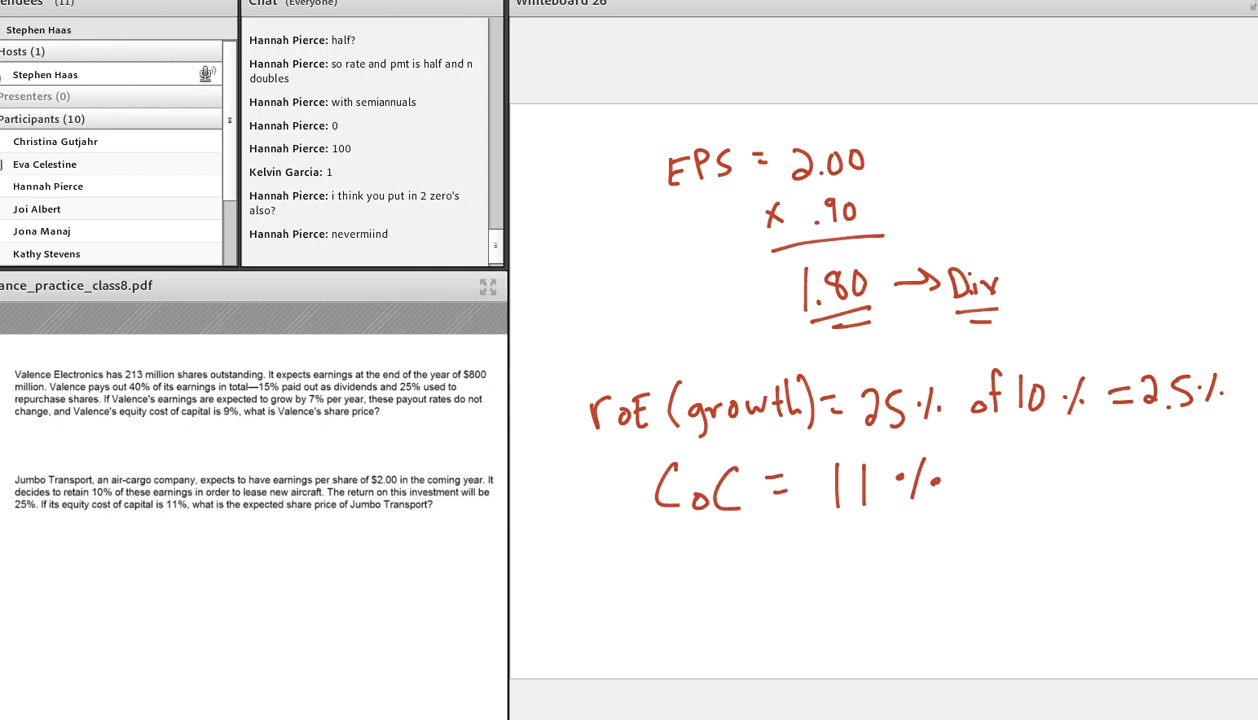 endees (11)
Stephen Haas
Hosts (1)
Stephen Haas
Presenters (0)
Participants (10)
Christina Gutjahr
Eva Celestine
Hannah Pierce
Joi Albert
Jona Manaj
Kathy Stevens
Chat (Everyone)
Hannah Pierce: half?
Hannah Pierce: so rate and pmt is half and n
doubles
Hannah Pierce: with semiannuals
Hannah Pierce: 0
Hannah Pierce: 100
Kelvin Garcia: 1
Hannah Pierce: i think you put in 2 zero's
also?
Hannah Pierce: nevermiind
ance_practice_class8.pdf
Valence Electronics has 213 million shares outstanding. It expects earnings at the end of the year of $800
million. Valence pays out 40% of its earnings in total—15% paid out as dividends and 25% used to
repurchase shares. If Valence's earnings are expected to grow by 7% per year, these payout rates do not
change, and Valence's equity cost of capital is 9%, what is Valence's share price?
Jumbo Transport, an air-cargo company, expects to have earnings per share of $2.00 in the coming year. It
decides to retain 10% of these earnings in order to lease new aircraft. The return on this investment will be
25%. If its equity cost of capital is 11%, what is the expected share price of Jumbo Transport?
Whiteboard 26
EPS = 2.00
x .90
1.80 → Div
roE (growth) = 25% of 10% = 2.5%
CoC = 11%